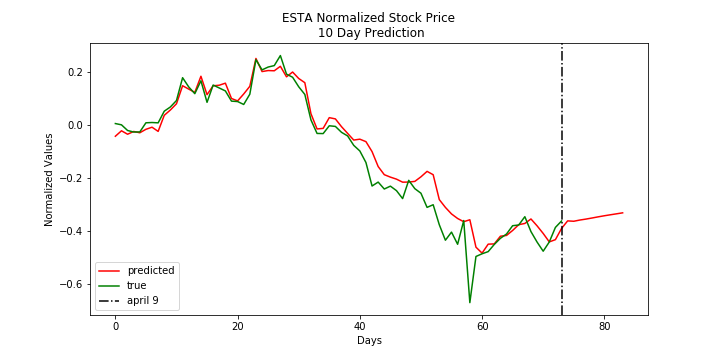 ESTA Normalized Stock Price
10 Day Prediction
Normalized Values
0.2
0.0
−0.2
−0.4
−0.6
predicted
true
april 9
0
20
40
60
80
Days